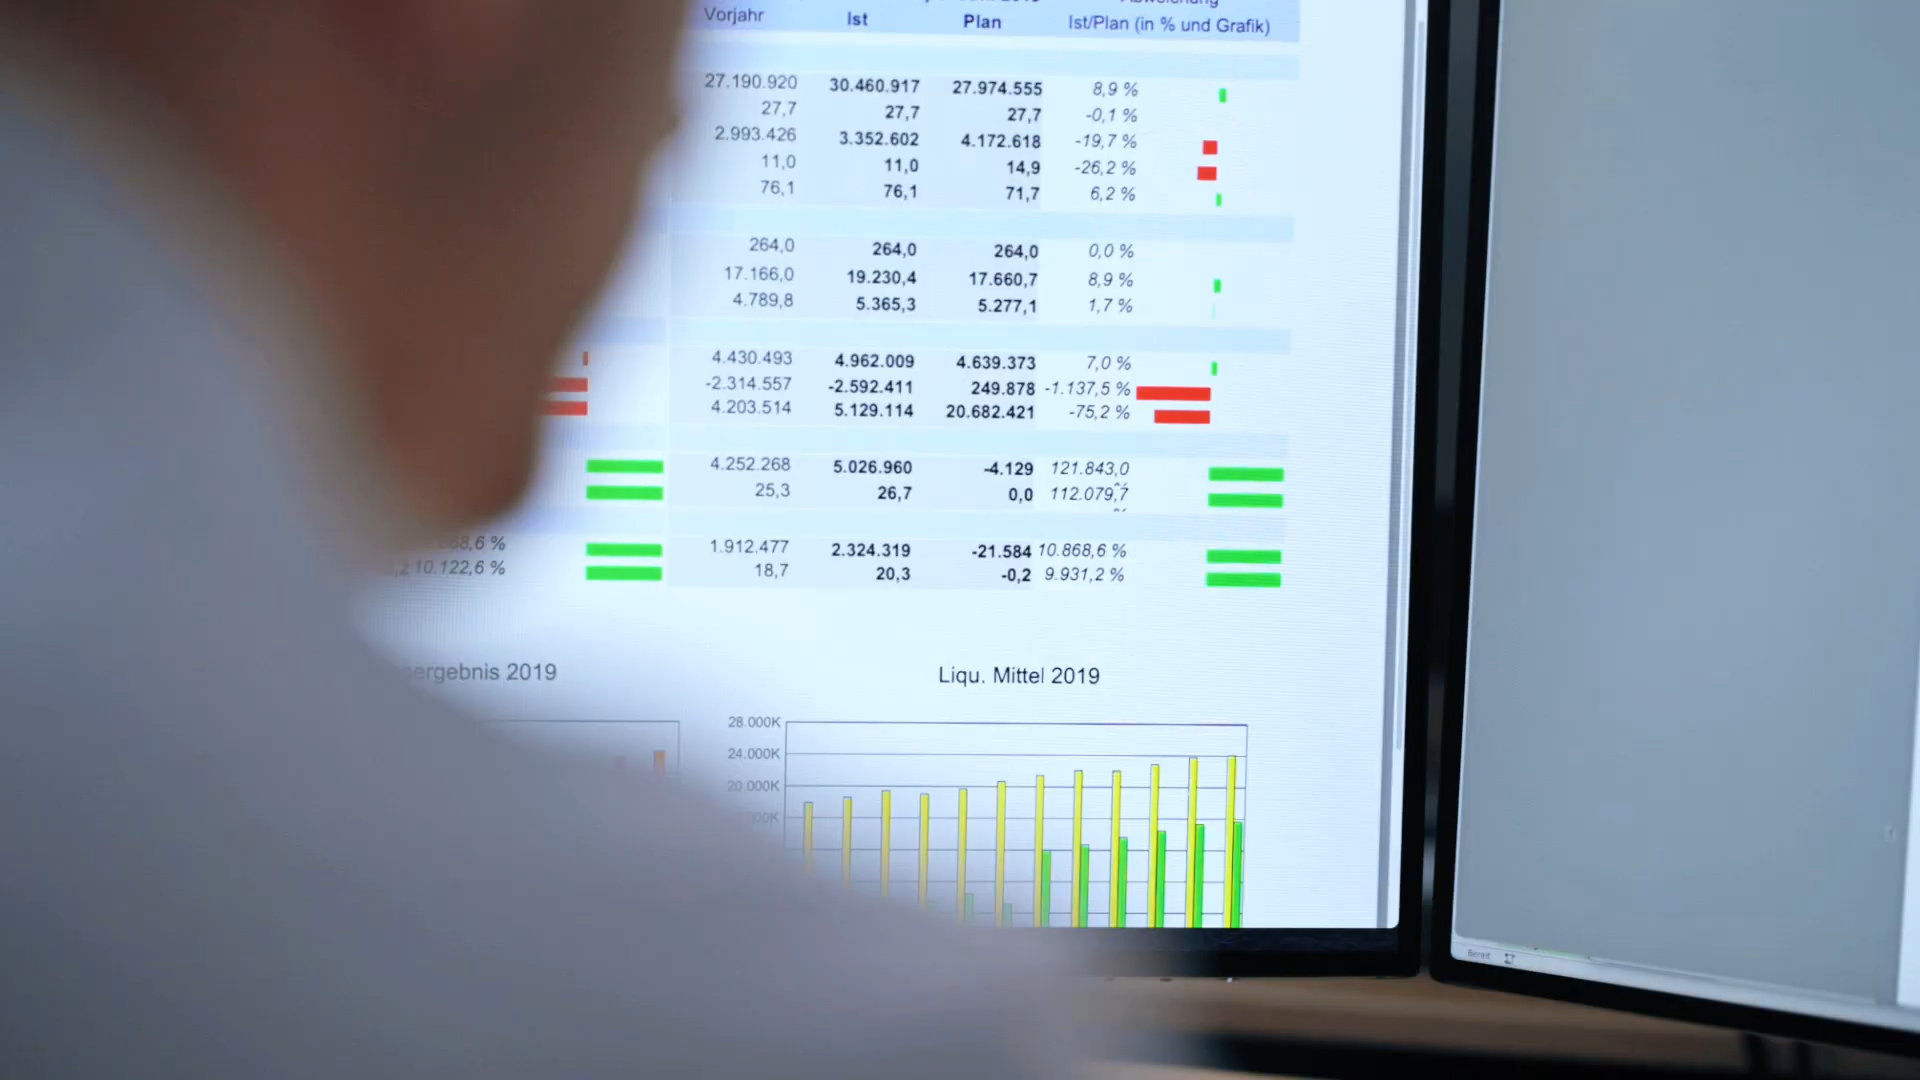 Vorjahr Ist Plan Ist/Plan (in % und Grafik)
27.190.920 30.460.917 27.974.555 8,9 %
27,7 27,7 27,7 -0,1 %
2.993.426 3.352.602 4.172.618 -19,7 %
11,0 11,0 14,9 -26,2 %
76,1 76,1 71,7 6,2 %
264,0 264,0 264,0 0,0 %
17.166,0 19.230,4 17.660,7 8,9 %
4.789,8 5.365,3 5.277,1 1,7 %
4.430.493 4.962.009 4.639.373 7,0 %
-2.314.557 -2.592.411 249.878 -1.137,5 %
4.203.514 5.129.114 20.682.421 -75,2 %
4.252.268 5.026.960 -4.129 121.843,0
25,3 26,7 0,0 112.079,7
68,6 % 1.912.477 2.324.319 -21.584 10.868,6 %
10.122,6 % 18,7 20,3 -0,2 9.931,2 %
sergebnis 2019 Liqu. Mittel 2019
28.000K
24.000K
20.000K
000K
Bereit